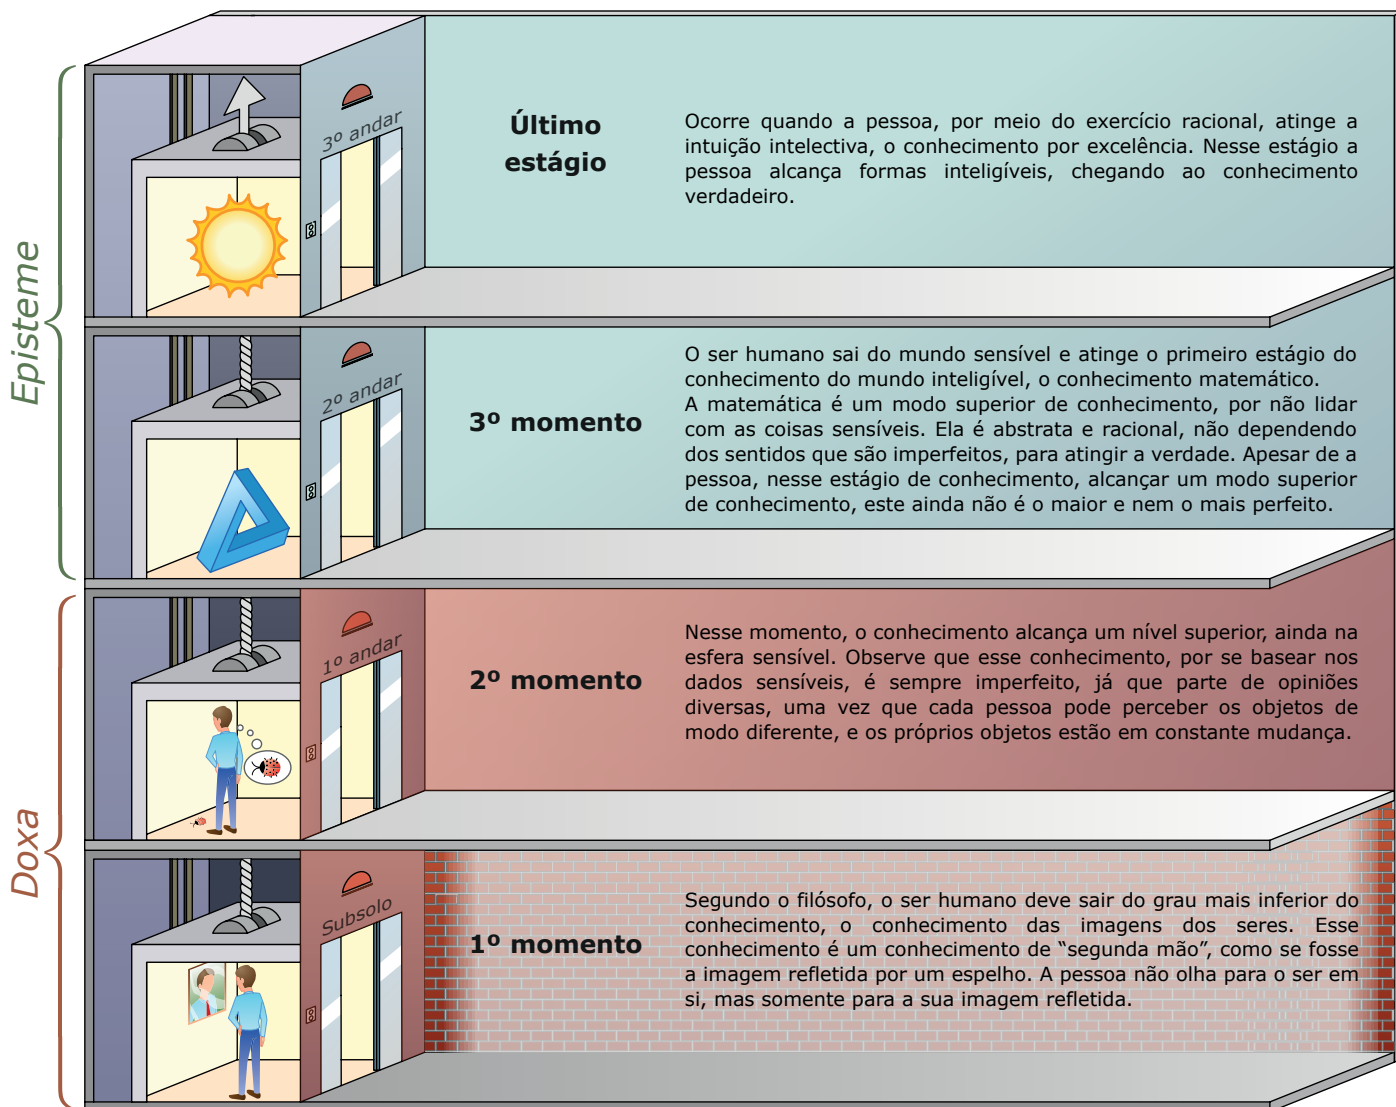 Episteme
Doxa
3º andar
Último
estágio
Ocorre quando a pessoa, por meio do exercício racional, atinge a
intuição intelectiva, o conhecimento por excelência. Nesse estágio a
pessoa alcança formas inteligíveis, chegando ao conhecimento
verdadeiro.
2º andar
3º momento
O ser humano sai do mundo sensível e atinge o primeiro estágio do
conhecimento do mundo inteligível, o conhecimento matemático.
A matemática é um modo superior de conhecimento, por não lidar
com as coisas sensíveis. Ela é abstrata e racional, não dependendo
dos sentidos que são imperfeitos, para atingir a verdade. Apesar de a
pessoa, nesse estágio de conhecimento, alcançar um modo superior
de conhecimento, este ainda não é o maior e nem o mais perfeito.
1º andar
2º momento
Nesse momento, o conhecimento alcança um nível superior, ainda na
esfera sensível. Observe que esse conhecimento, por se basear nos
dados sensíveis, é sempre imperfeito, já que parte de opiniões
diversas, uma vez que cada pessoa pode perceber os objetos de
modo diferente, e os próprios objetos estão em constante mudança.
Subsolo
1º momento
Segundo o filósofo, o ser humano deve sair do grau mais inferior do
conhecimento, o conhecimento das imagens dos seres. Esse
conhecimento é um conhecimento de “segunda mão”, como se fosse
a imagem refletida por um espelho. A pessoa não olha para o ser em
si, mas somente para a sua imagem refletida.